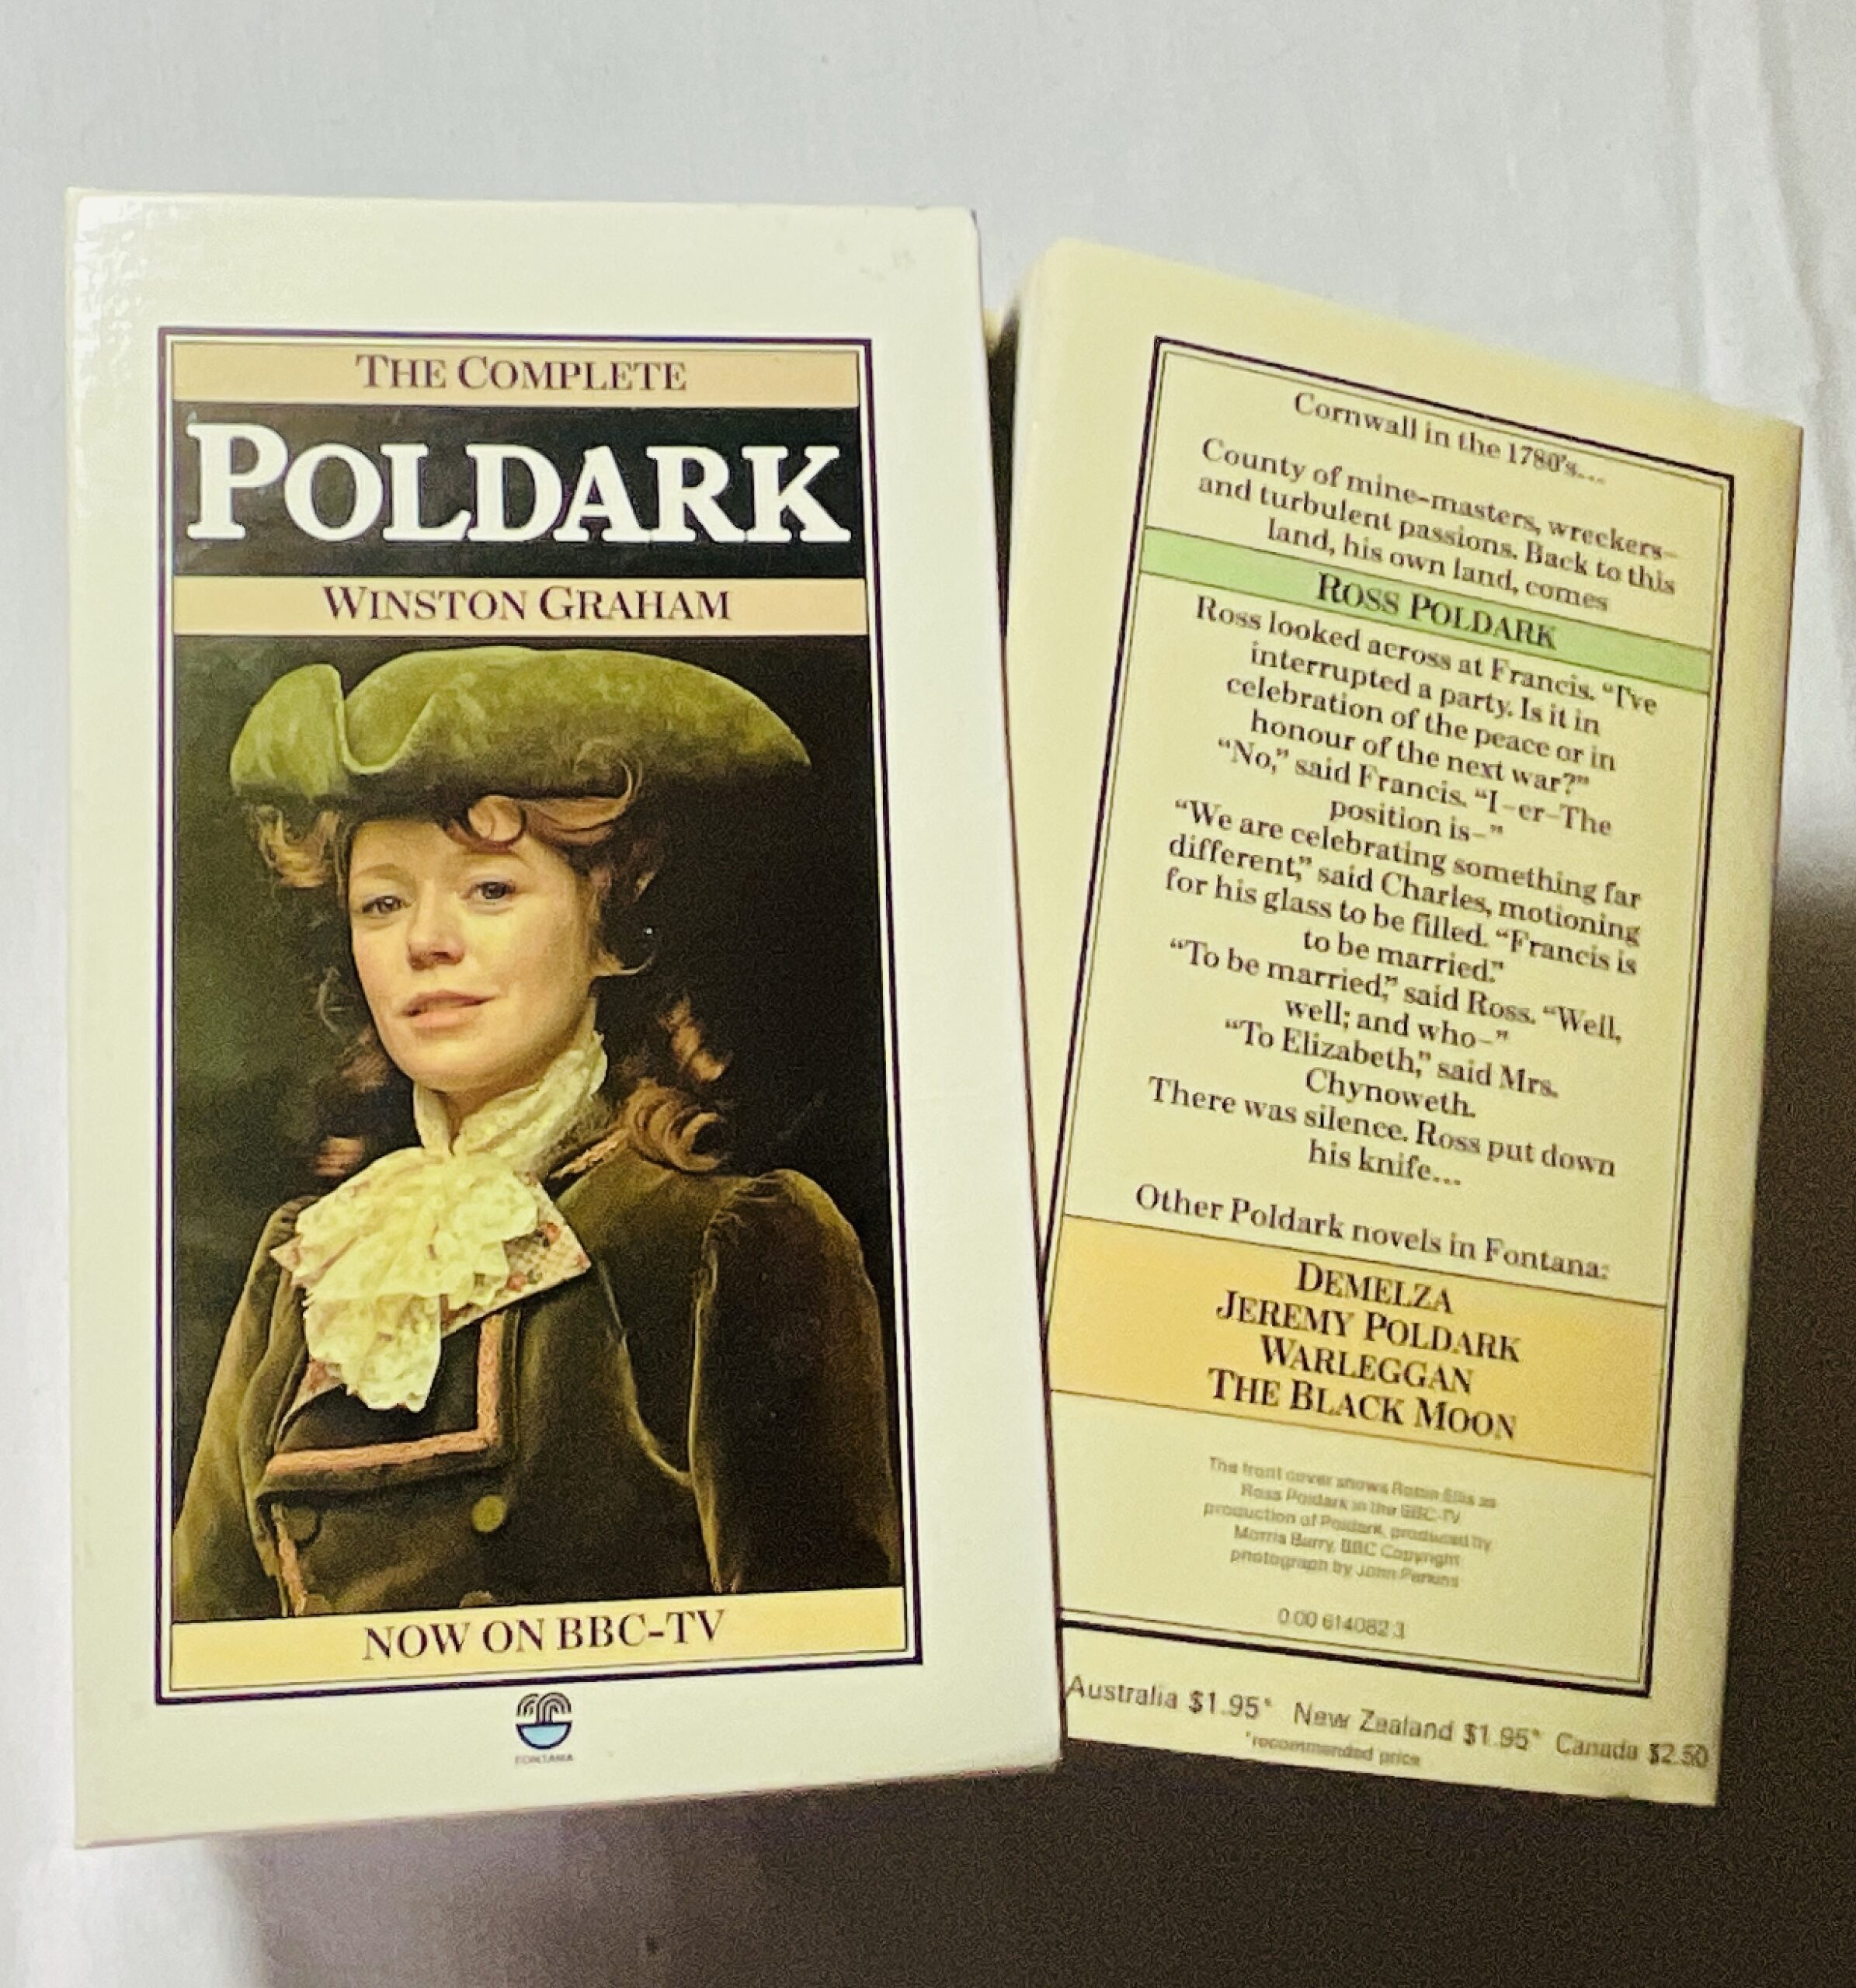 THE COMPLETE
POLDARK
WINSTON GRAHAM
NOW ON BBC-TV
FONTANA
Cornwall in the 1780's...
County of mine-masters, wreckers–
and turbulent passions. Back to this
land, his own land, comes
ROSS POLDARK
Ross looked across at Francis. “I've
interrupted a party. Is it in
celebration of the peace or in
honour of the next war?”
“No,” said Francis. “I–er–The
position is–”
“We are celebrating something far
different,” said Charles, motioning
for his glass to be filled. “Francis is
to be married.”
“To be married,” said Ross. “Well,
well; and who–”
“To Elizabeth,” said Mrs.
Chynoweth.
There was silence. Ross put down
his knife...
Other Poldark novels in Fontana:
DEMELZA
JEREMY POLDARK
WARLEGGAN
THE BLACK MOON
The front cover shows Robin Ellis as
Ross Poldark in the BBC-TV
production of Poldark, produced by
Morris Barry, BBC Copyright
photograph by John Perkins
0 00 614082 3
Australia $1.95* New Zealand $1.95* Canada $2.50
*recommended price